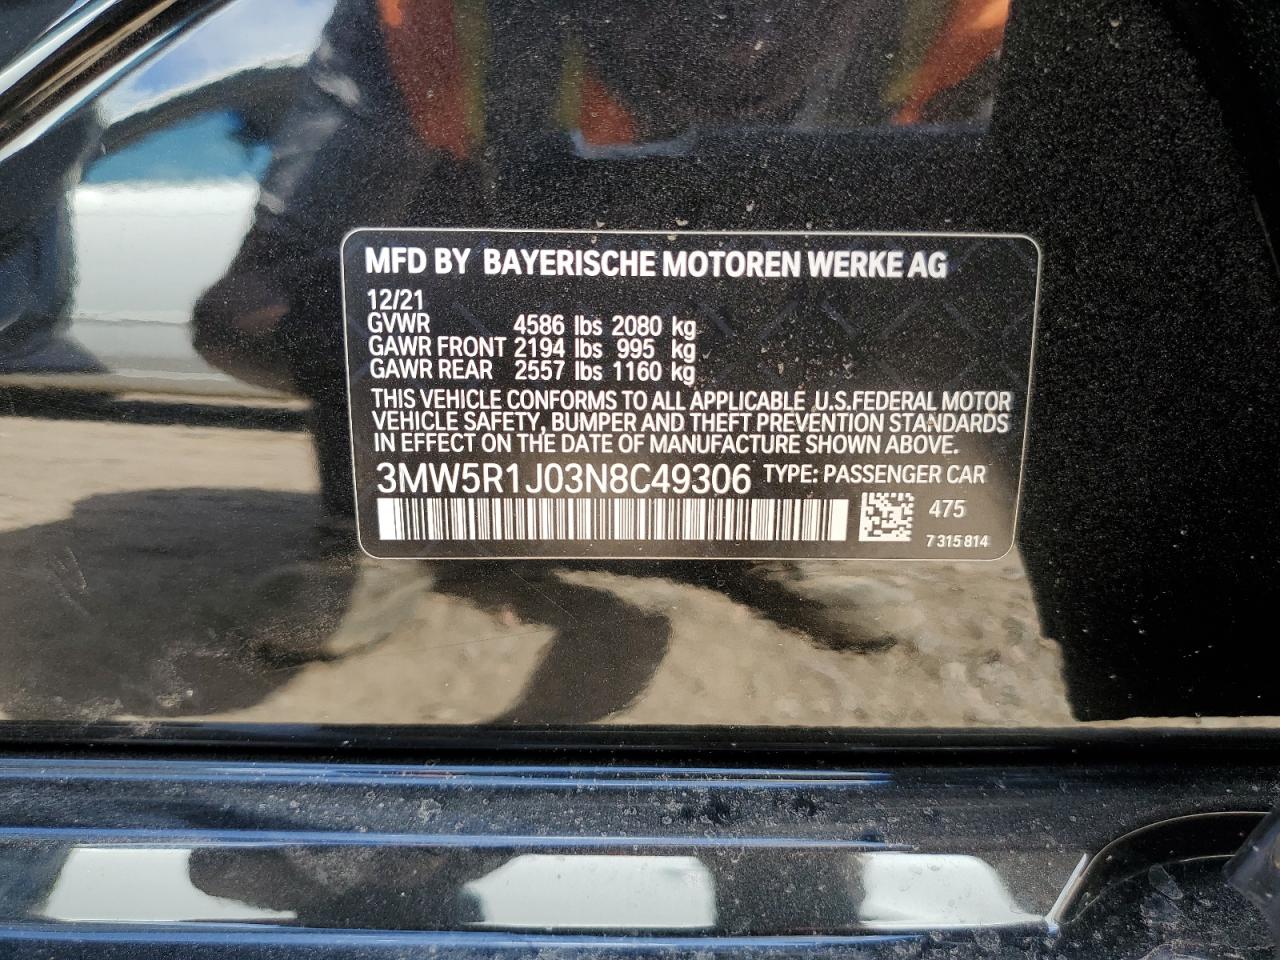 MFD BY BAYERISCHE MOTOREN WERKE AG
12/21
GVWR 4586 lbs 2080 kg
GAWR FRONT 2194 lbs 995 kg
GAWR REAR 2557 lbs 1160 kg
THIS VEHICLE CONFORMS TO ALL APPLICABLE U.S.FEDERAL MOTOR
VEHICLE SAFETY, BUMPER AND THEFT PREVENTION STANDARDS
IN EFFECT ON THE DATE OF MANUFACTURE SHOWN ABOVE.
3MW5R1J03N8C49306 TYPE: PASSENGER CAR
475
7 315 814